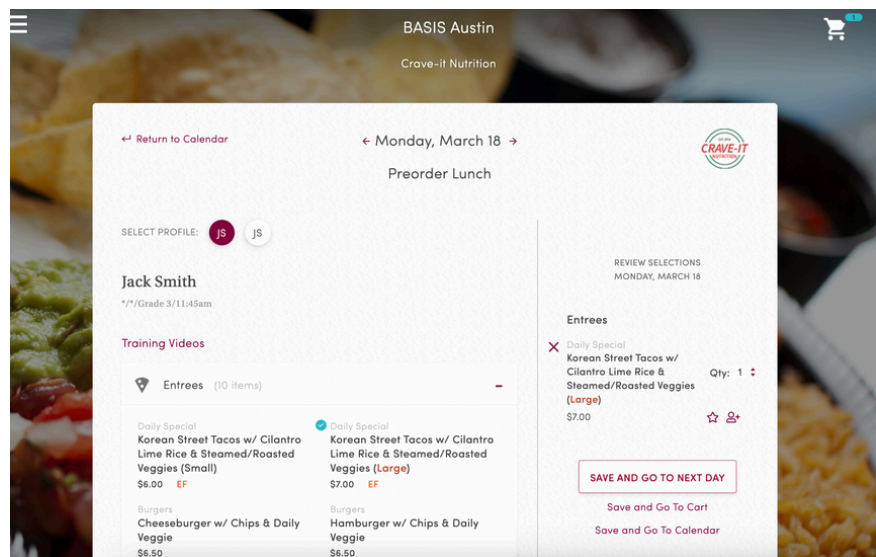 BASIS Austin
1
Crave-it Nutrition
↵ Return to Calendar
← Monday, March 18 →
CRAVE-IT
NUTRITION
Preorder Lunch
SELECT PROFILE: JS JS
Jack Smith
*/*/Grade 3/11:45am
Training Videos
Entrees (10 items) –
Daily Special
Korean Street Tacos w/ Cilantro
Lime Rice & Steamed/Roasted
Veggies (Small)
$6.00 EF
Daily Special
Korean Street Tacos w/ Cilantro
Lime Rice & Steamed/Roasted
Veggies (Large)
$7.00 EF
Burgers
Cheeseburger w/ Chips & Daily
Veggie
$6.50
Burgers
Hamburger w/ Chips & Daily
Veggie
$6.50
REVIEW SELECTIONS
MONDAY, MARCH 18
Entrees
Daily Special
Korean Street Tacos w/
Cilantro Lime Rice &
Steamed/Roasted Veggies
(Large)
Qty: 1
$7.00
SAVE AND GO TO NEXT DAY
Save and Go To Cart
Save and Go To Calendar